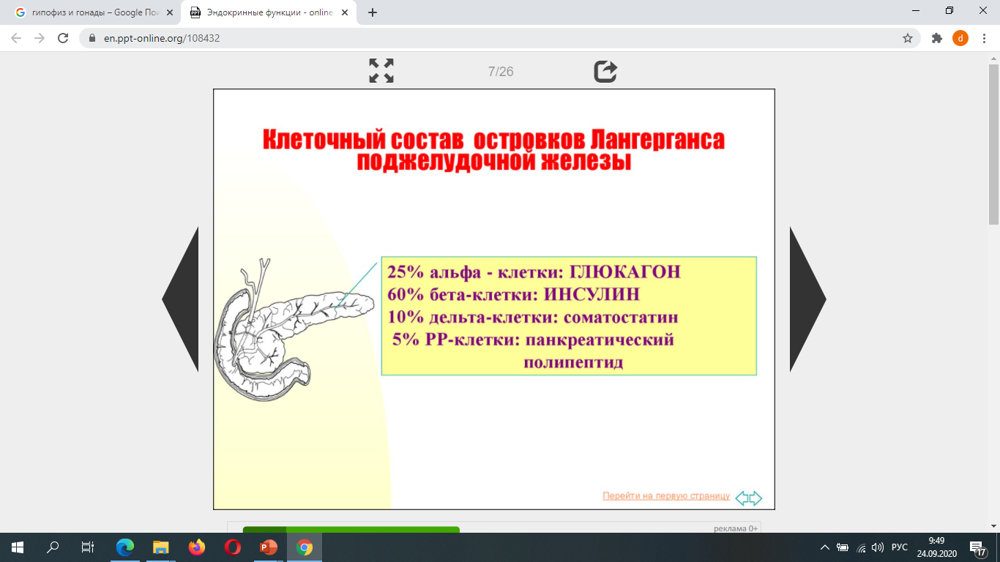 гипофиз и гонады – Google По
Эндокринные функции - online
en.ppt-online.org/108432
d
7/26
Клеточный состав островков Лангерганса
поджелудочной железы
25% альфа - клетки: ГЛЮКАГОН
60% бета-клетки: ИНСУЛИН
10% дельта-клетки: соматостатин
5% РР-клетки: панкреатический
полипептид
Перейти на первую страницу
реклама 0+
РУС
9:49
24.09.2020
17